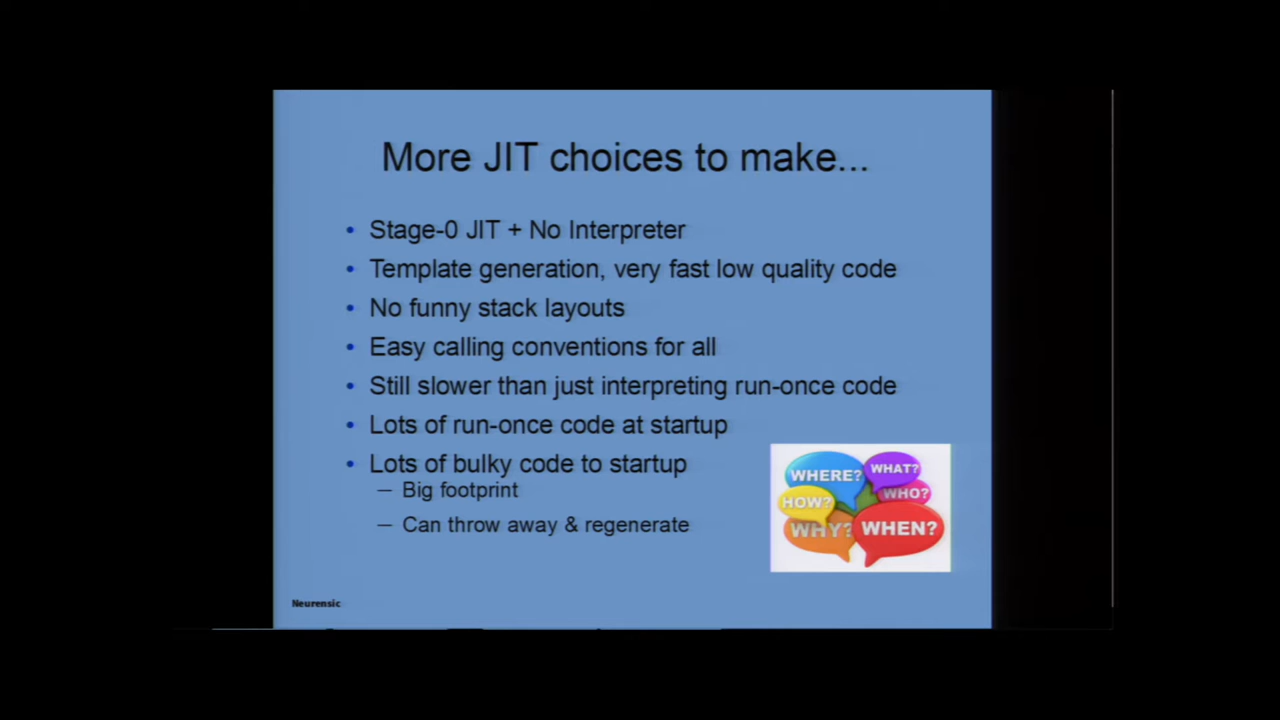 More JIT choices to make...
• Stage-0 JIT + No Interpreter
• Template generation, very fast low quality code
• No funny stack layouts
• Easy calling conventions for all
• Still slower than just interpreting run-once code
• Lots of run-once code at startup
• Lots of bulky code to startup
– Big footprint
– Can throw away & regenerate
WHERE? WHAT?
HOW? WHO?
WHY? WHEN?
Neurensic